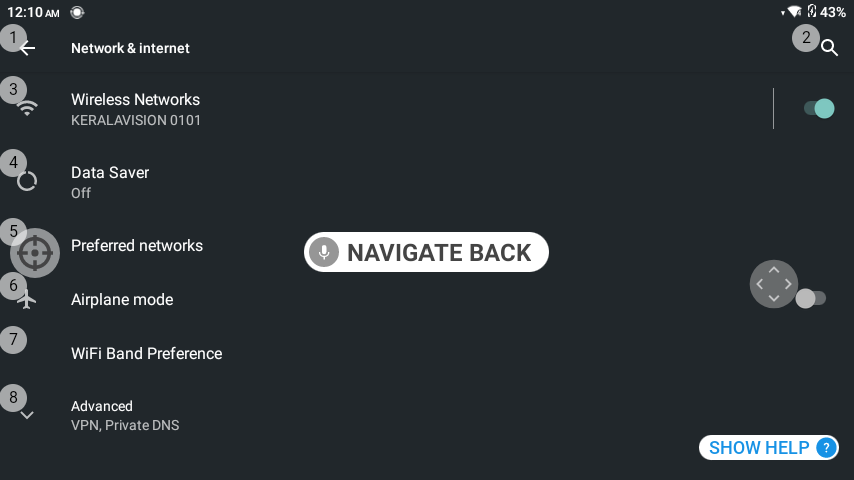 12:10 AM
43%
1
Network & internet
2
3
Wireless Networks
KERALAVISION 0101
4
Data Saver
Off
5
Preferred networks
NAVIGATE BACK
6
Airplane mode
7
WiFi Band Preference
8
Advanced
VPN, Private DNS
SHOW HELP ?